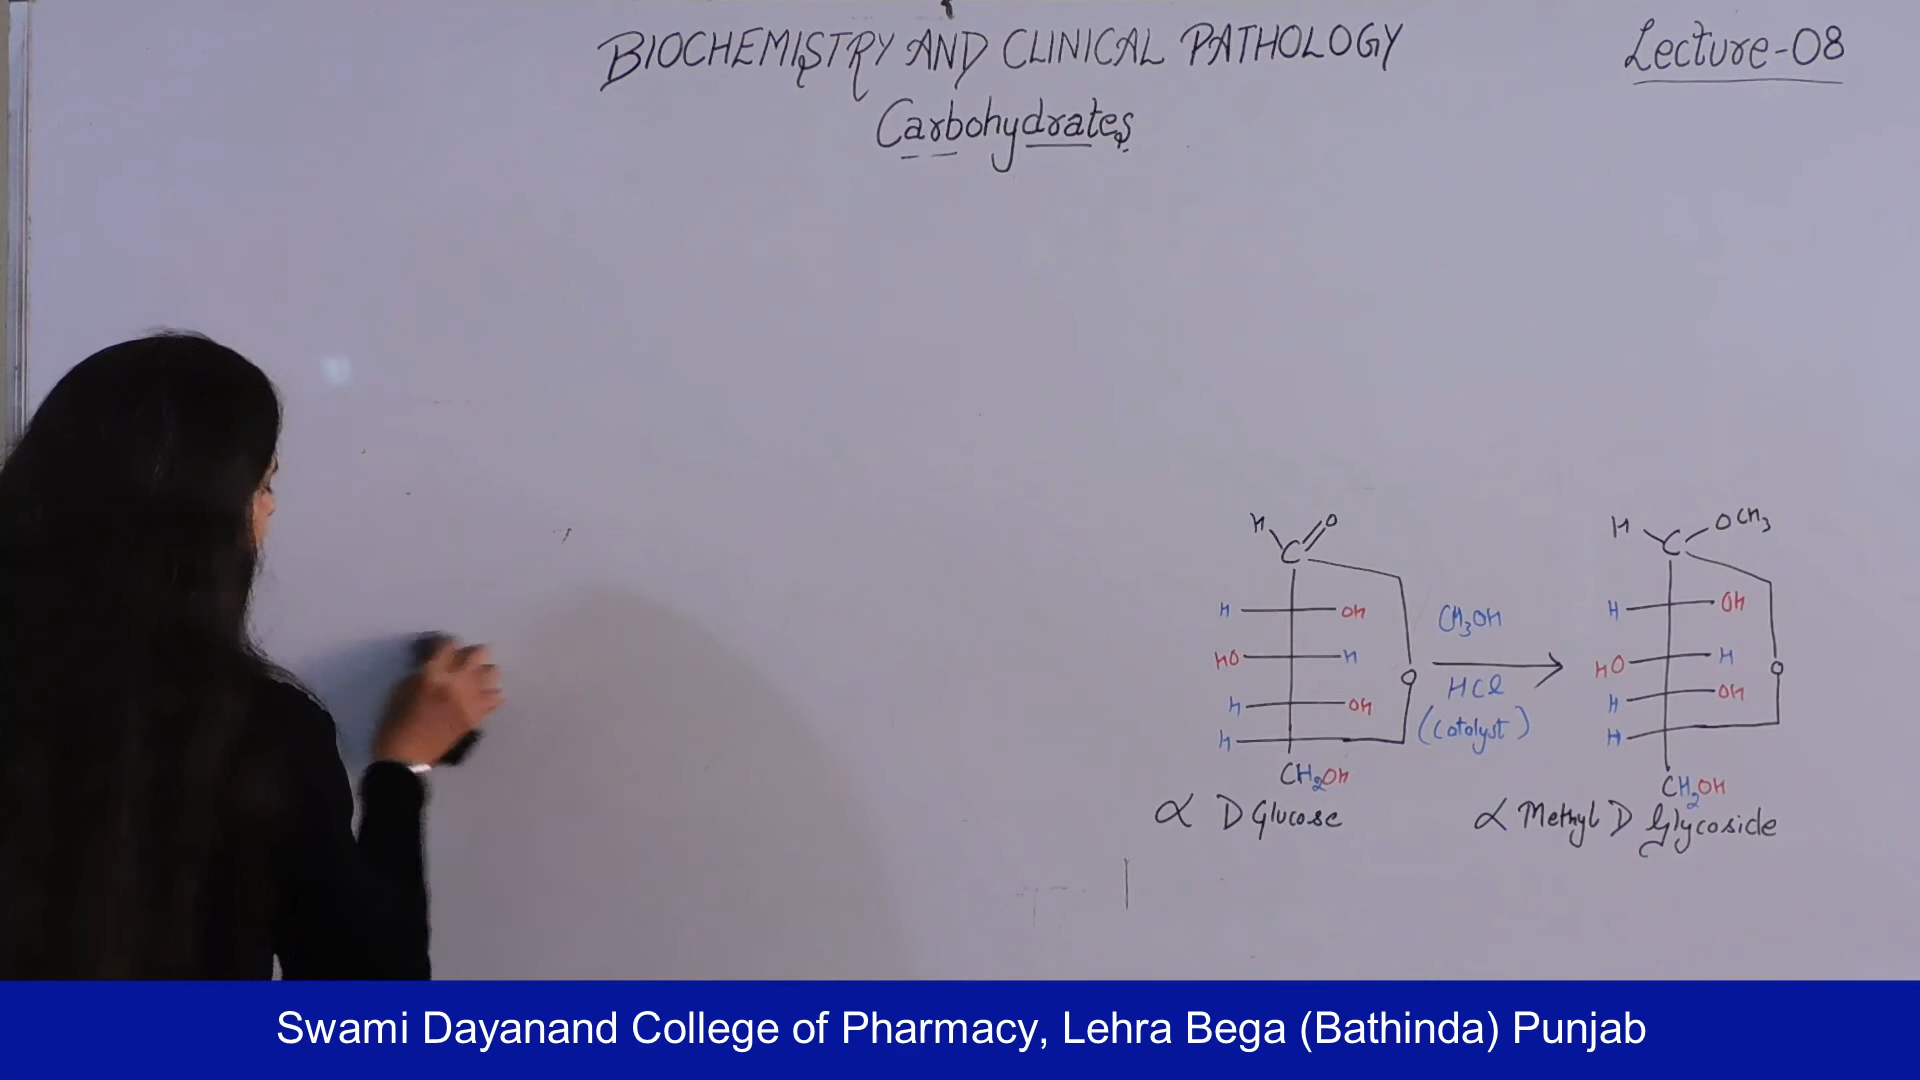 BIOCHEMISTRY AND CLINICAL PATHOLOGY
Lecture-08
Carbohydrates
H O
C
H OH
HO H
H OH
H
O
CH2OH
α D Glucose
CH3OH
HCl
(Catalyst)
H OCH3
C
H OH
HO H
H OH
H
O
CH2OH
α Methyl D Glycoside
Swami Dayanand College of Pharmacy, Lehra Bega (Bathinda) Punjab